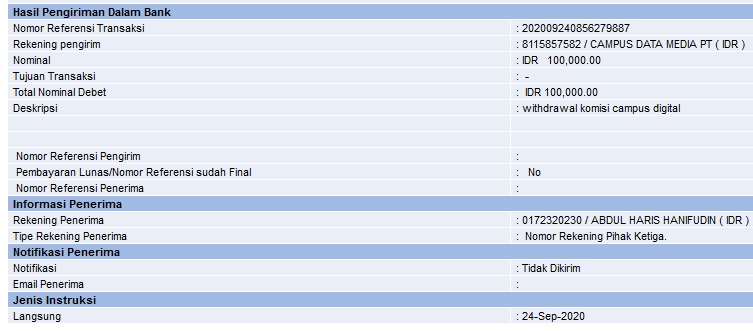 Hasil Pengiriman Dalam Bank
Nomor Referensi Transaksi : 202009240856279887
Rekening pengirim : 8115857582 / CAMPUS DATA MEDIA PT ( IDR )
Nominal : IDR 100,000.00
Tujuan Transaksi : -
Total Nominal Debet : IDR 100,000.00
Deskripsi : withdrawal komisi campus digital
Nomor Referensi Pengirim :
Pembayaran Lunas/Nomor Referensi sudah Final : No
Nomor Referensi Penerima :
Informasi Penerima
Rekening Penerima : 0172320230 / ABDUL HARIS HANIFUDIN ( IDR )
Tipe Rekening Penerima : Nomor Rekening Pihak Ketiga.
Notifikasi Penerima
Notifikasi : Tidak Dikirim
Email Penerima :
Jenis Instruksi
Langsung : 24-Sep-2020